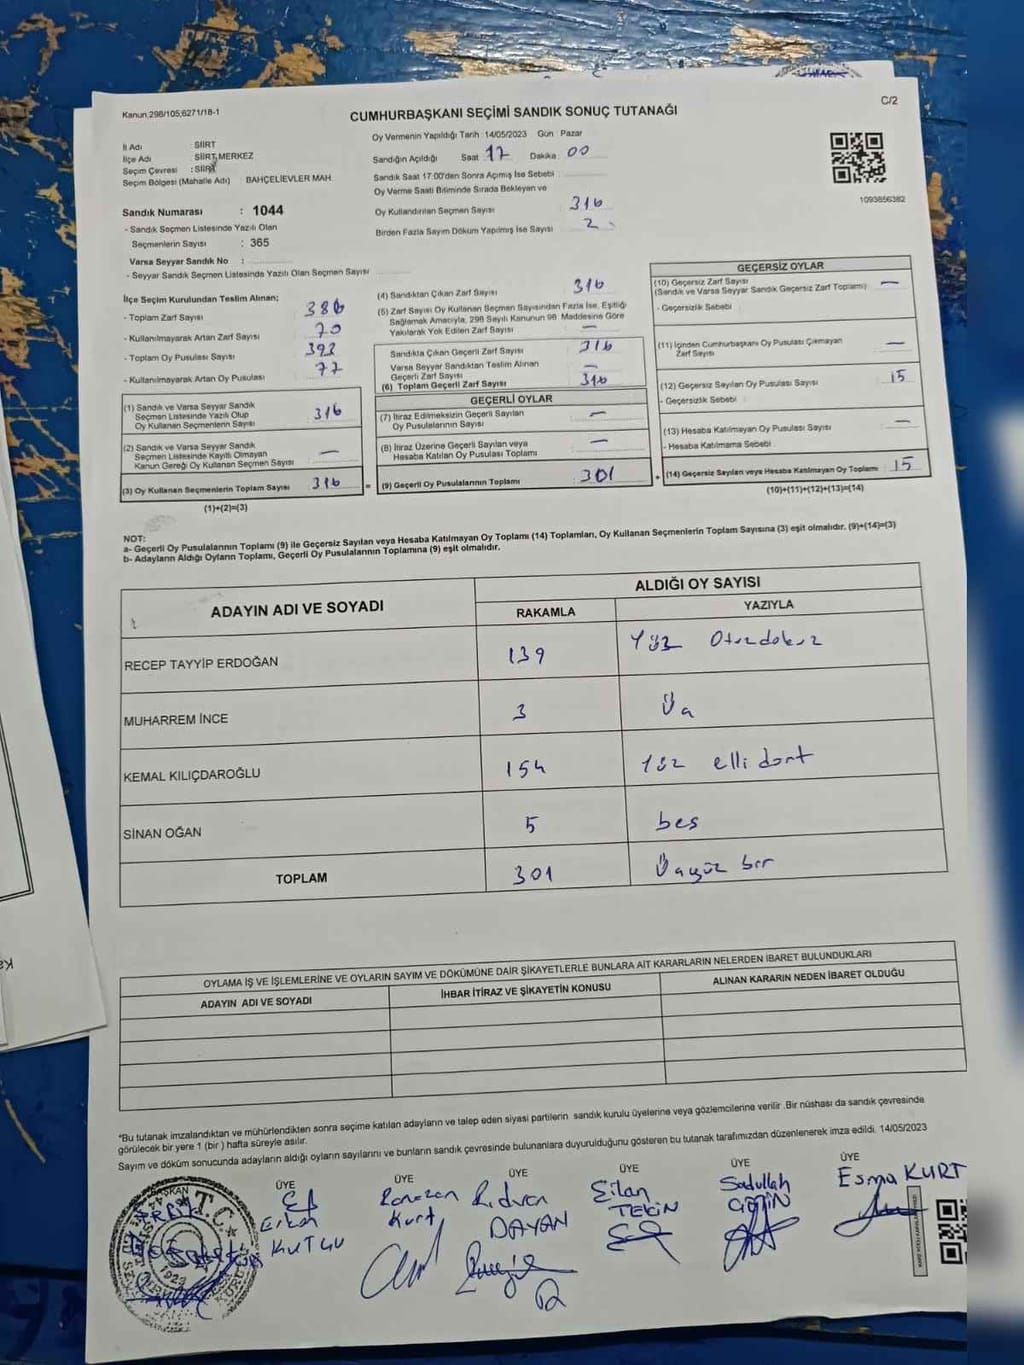 Kanun,298/105;6271/18-1
C/2
CUMHURBAŞKANI SEÇİMİ SANDIK SONUÇ TUTANAĞI
İl Adı SİİRT
İlçe Adı SİİRT,MERKEZ
Seçim Çevresi : SİİRT
Seçim Bölgesi (Mahalle Adı) BAHÇELİEVLER MAH.
Sandık Numarası : 1044
- Sandık Seçmen Listesinde Yazılı Olan
Seçmenlerin Sayısı : 365
Varsa Seyyar Sandık No :
- Seyyar Sandık Seçmen Listesinde Yazılı Olan Seçmen Sayısı
Oy Vermenin Yapıldığı Tarih :14/05/2023 Gün : Pazar
Sandığın Açıldığı Saat 17 Dakika 00
Sandık Saat 17:00'den Sonra Açımış İse Sebebi
Oy Verme Saati Bitiminde Sırada Bekleyen ve
Oy Kullandırılan Seçmen Sayısı 316
Birden Fazla Sayım Döküm Yapılmış İse Sayısı 2
1093856382
İlçe Seçim Kurulundan Teslim Alınan;
- Toplam Zarf Sayısı 386
- Kullanılmayarak Artan Zarf Sayısı 70
- Toplam Oy Pusulası Sayısı 393
- Kullanılmayarak Artan Oy Pusulası 77
(1) Sandık ve Varsa Seyyar Sandık
Seçmen Listesinde Yazılı Olup
Oy Kullanan Seçmenlerin Sayısı 316
(2) Sandık ve Varsa Seyyar Sandık
Seçmen Listesinde Kayıtlı Olmayan
Kanun Gereği Oy Kullanan Seçmen Sayısı —
(3) Oy Kullanan Seçmenlerin Toplam Sayısı 316
(1)+(2)=(3)
(4) Sandıktan Çıkan Zarf Sayısı 316
(5) Zarf Sayısı Oy Kullanan Seçmen Sayısından Fazla İse, Eşitliği
Sağlamak Amacıyla, 298 Sayılı Kanunun 98. Maddesine Göre
Yakılarak Yok Edilen Zarf Sayısı —
Sandıkta Çıkan Geçerli Zarf Sayısı 316
Varsa Seyyar Sandıktan Teslim Alınan
Geçerli Zarf Sayısı —
(6) Toplam Geçerli Zarf Sayısı 316
GEÇERLİ OYLAR
(7) İtiraz Edilmeksizin Geçerli Sayılan
Oy Pusulalarının Sayısı —
(8) İtiraz Üzerine Geçerli Sayılan veya
Hesaba Katılan Oy Pusulası Toplamı —
= (9) Geçerli Oy Pusulalarının Toplamı 301
GEÇERSİZ OYLAR
(10) Geçersiz Zarf Sayısı
(Sandık ve Varsa Seyyar Sandık Geçersiz Zarf Toplamı) —
- Geçersizlik Sebebi
(11) İçinden Cumhurbaşkanı Oy Pusulası Çıkmayan
Zarf Sayısı —
(12) Geçersiz Sayılan Oy Pusulası Sayısı 15
- Geçersizlik Sebebi
(13) Hesaba Katılmayan Oy Pusulası Sayısı —
- Hesaba Katılmama Sebebi
+ (14) Geçersiz Sayılan veya Hesaba Katılmayan Oy Toplamı 15
(10)+(11)+(12)+(13)=(14)
NOT:
a- Geçerli Oy Pusulalarının Toplamı (9) ile Geçersiz Sayılan veya Hesaba Katılmayan Oy Toplamı (14) Toplamları, Oy Kullanan Seçmenlerin Toplam Sayısına (3) eşit olmalıdır. (9)+(14)=(3)
b- Adayların Aldığı Oyların Toplamı, Geçerli Oy Pusulalarının Toplamına (9) eşit olmalıdır.
ADAYIN ADI VE SOYADI ALDIĞI OY SAYISI
RAKAMLA YAZIYLA
RECEP TAYYİP ERDOĞAN 139 Yüz Otuzdokuz
MUHARREM İNCE 3 Üç
KEMAL KILIÇDAROĞLU 154 Yüz elli dört
SİNAN OĞAN 5 beş
TOPLAM 301 Üçyüz bir
OYLAMA İŞ VE İŞLEMLERİNE VE OYLARIN SAYIM VE DÖKÜMÜNE DAİR ŞİKAYETLERLE BUNLARA AİT KARARLARIN NELERDEN İBARET BULUNDUKLARI
ADAYIN ADI VE SOYADI İHBAR İTİRAZ VE ŞİKAYETİN KONUSU ALINAN KARARIN NEDEN İBARET OLDUĞU
*Bu tutanak imzalandıktan ve mühürlendikten sonra seçime katılan adayların ve talep eden siyasi partilerin sandık kurulu üyelerine veya gözlemcilerine verilir .Bir nüshası da sandık çevresinde
görülecek bir yere 1 (bir ) hafta süreyle asılır.
Sayım ve döküm sonucunda adayların aldığı oyların sayılarını ve bunların sandık çevresinde bulunanlara duyurulduğunu gösteren bu tutanak tarafımızdan düzenlenerek imza edildi. 14/05/2023
BAŞKAN ÜYE ÜYE ÜYE ÜYE ÜYE ÜYE
Erkan KUTLU
Ramazan Kurt
Rıdvan DAYAN
Eilan TEKİN
Sadullah
Esma KURT
T.C.